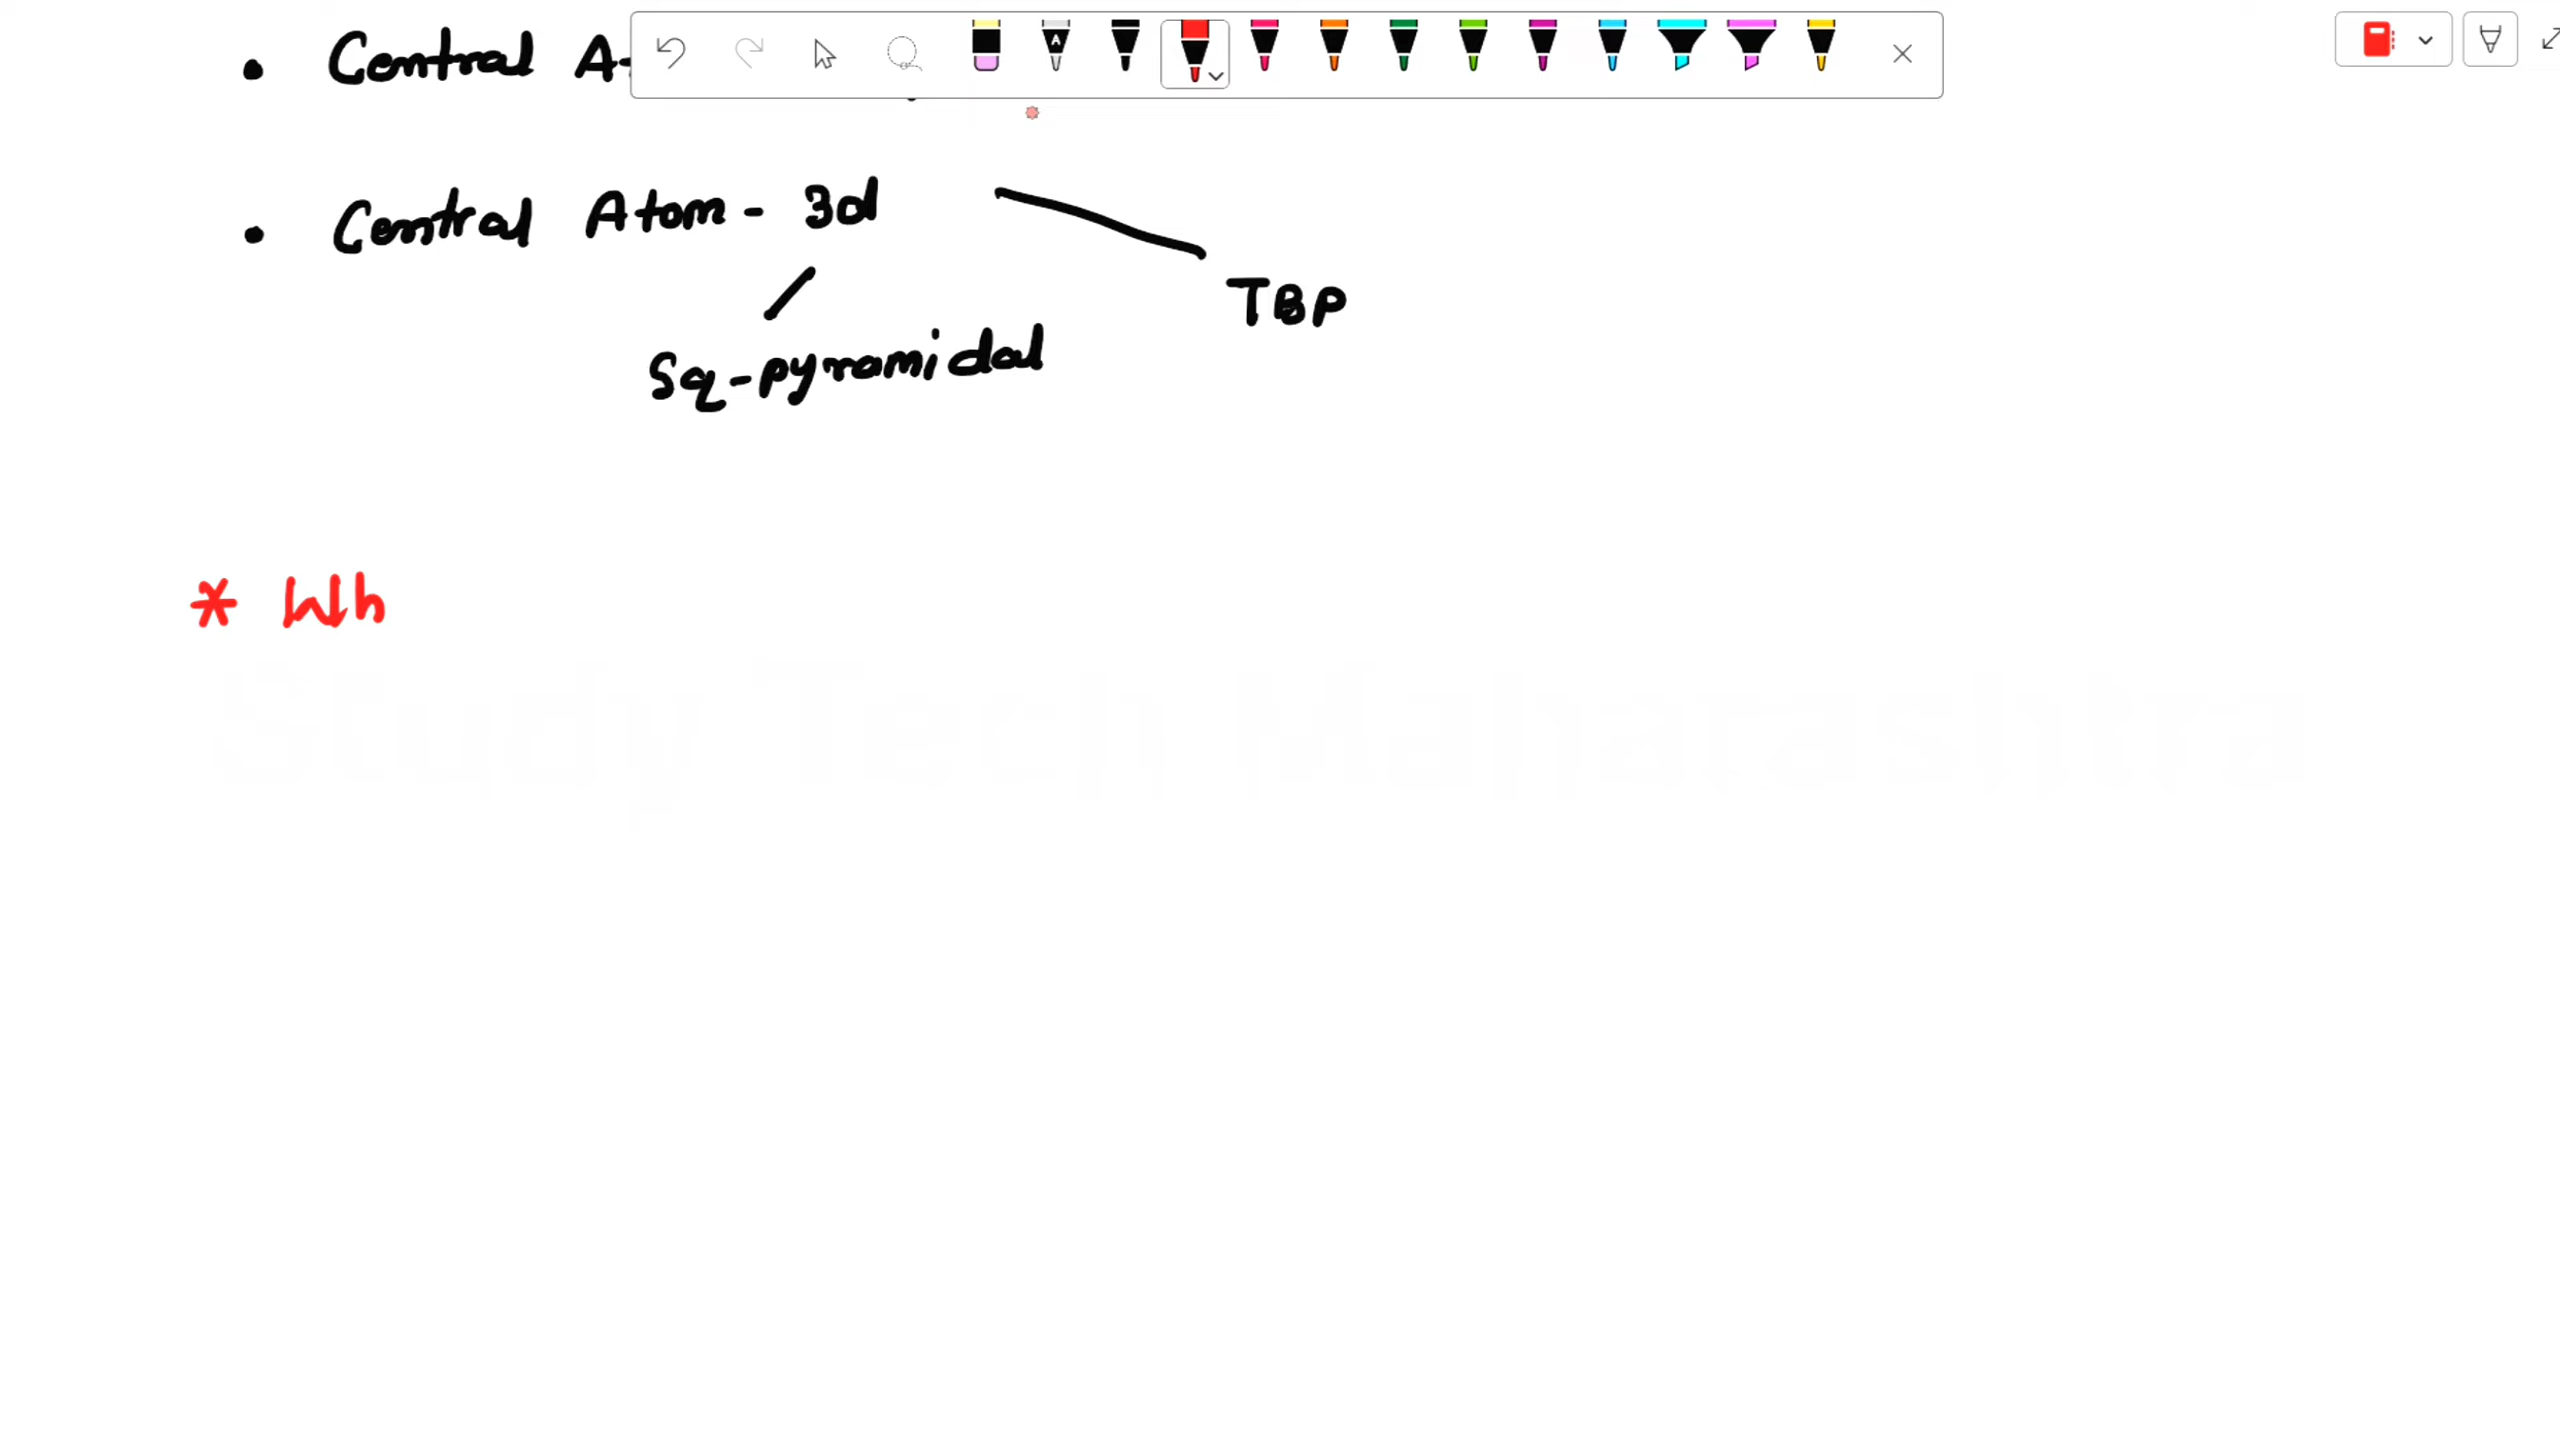 • Central A
• Central Atom - 3d
TBP
Sq-pyramidal
* Wh